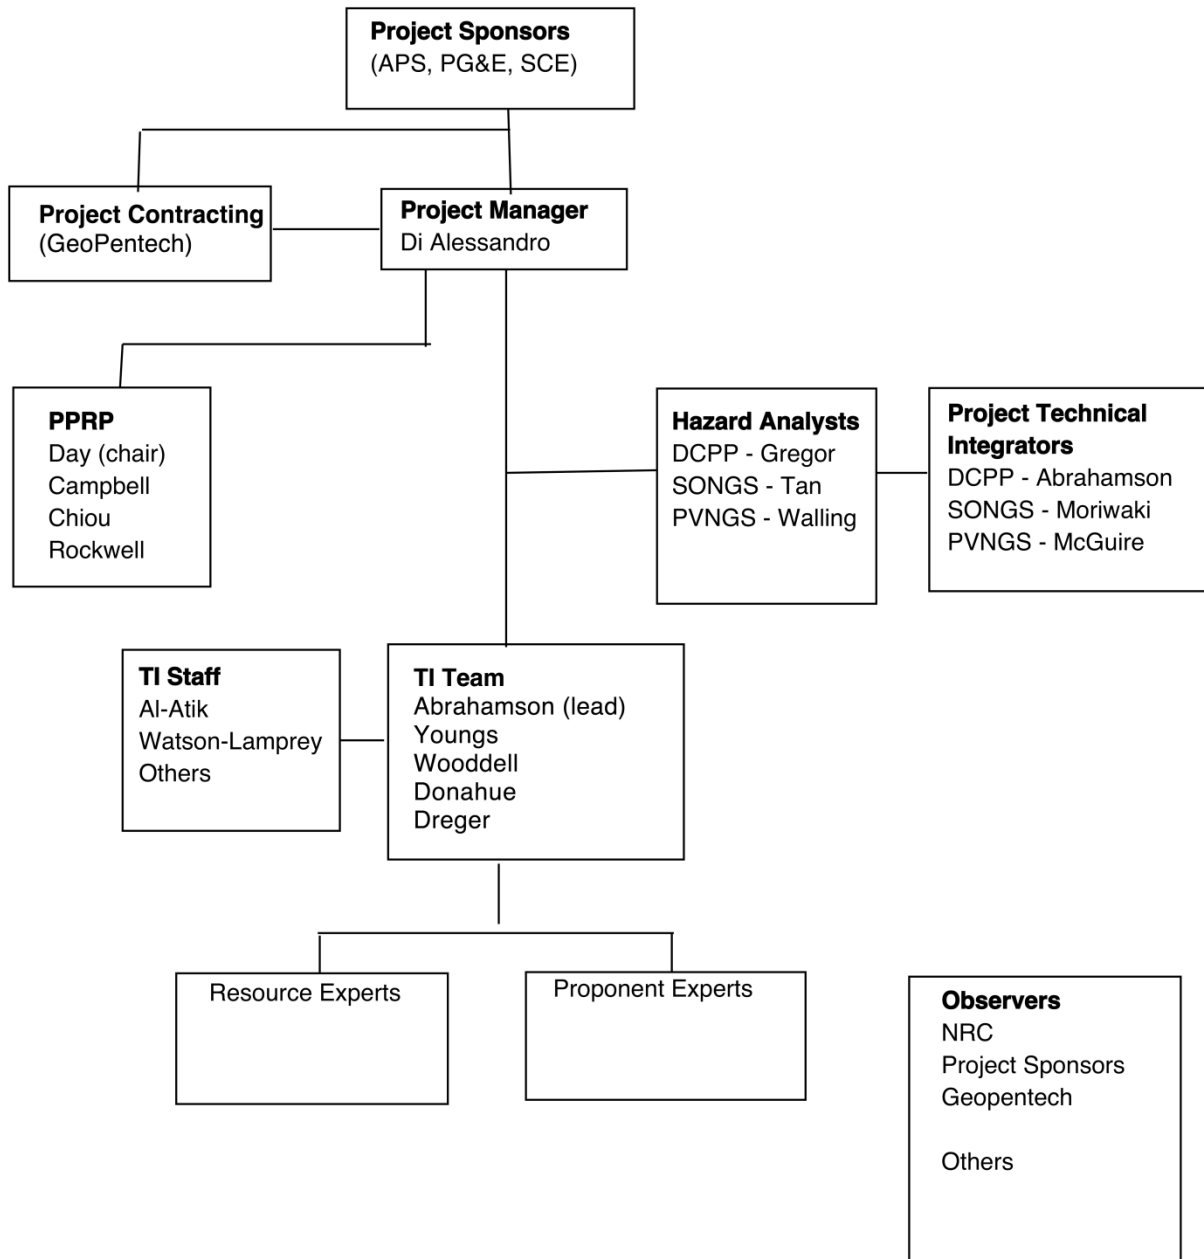 Project Sponsors
(APS, PG&E, SCE)
Project Contracting
(GeoPentech)
Project Manager
Di Alessandro
PPRP
Day (chair)
Campbell
Chiou
Rockwell
Hazard Analysts
DCPP - Gregor
SONGS - Tan
PVNGS - Walling
Project Technical
Integrators
DCPP - Abrahamson
SONGS - Moriwaki
PVNGS - McGuire
TI Staff
Al-Atik
Watson-Lamprey
Others
TI Team
Abrahamson (lead)
Youngs
Wooddell
Donahue
Dreger
Resource Experts
Proponent Experts
Observers
NRC
Project Sponsors
Geopentech
Others